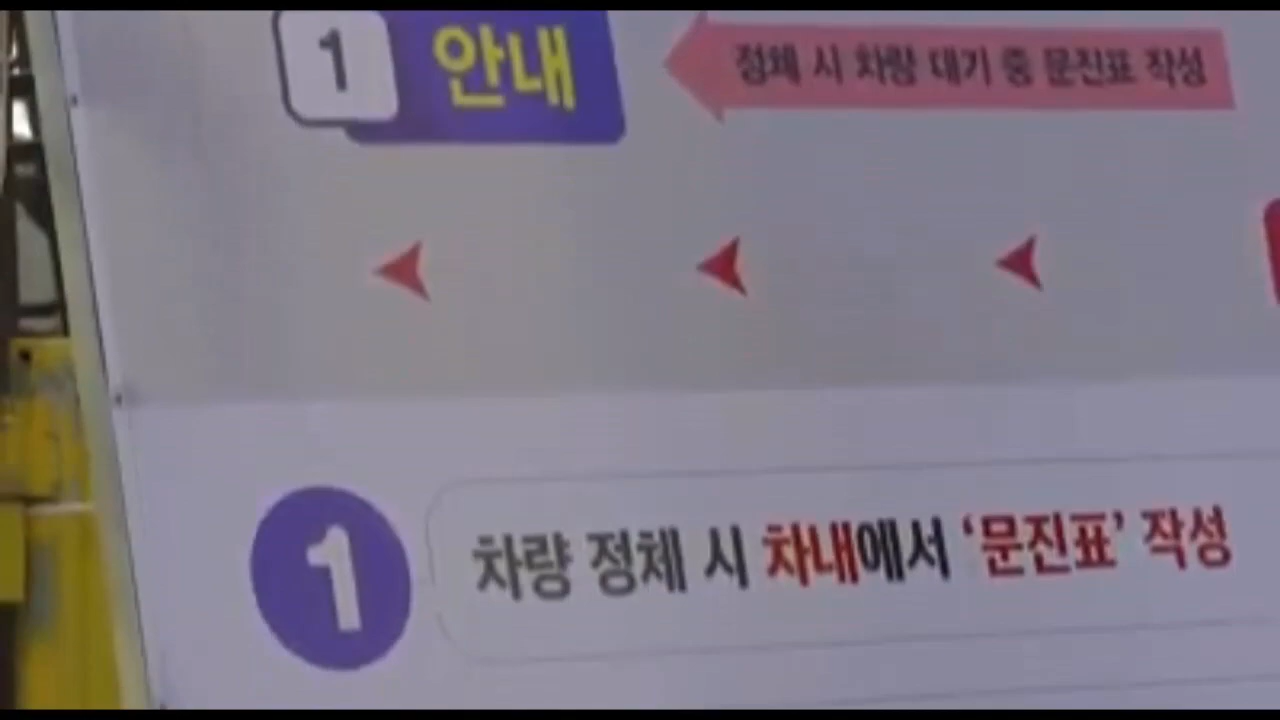 1 안내
정체 시 차량 대기 중 문진표 작성
1
차량 정체 시 차내에서 ‘문진표’ 작성